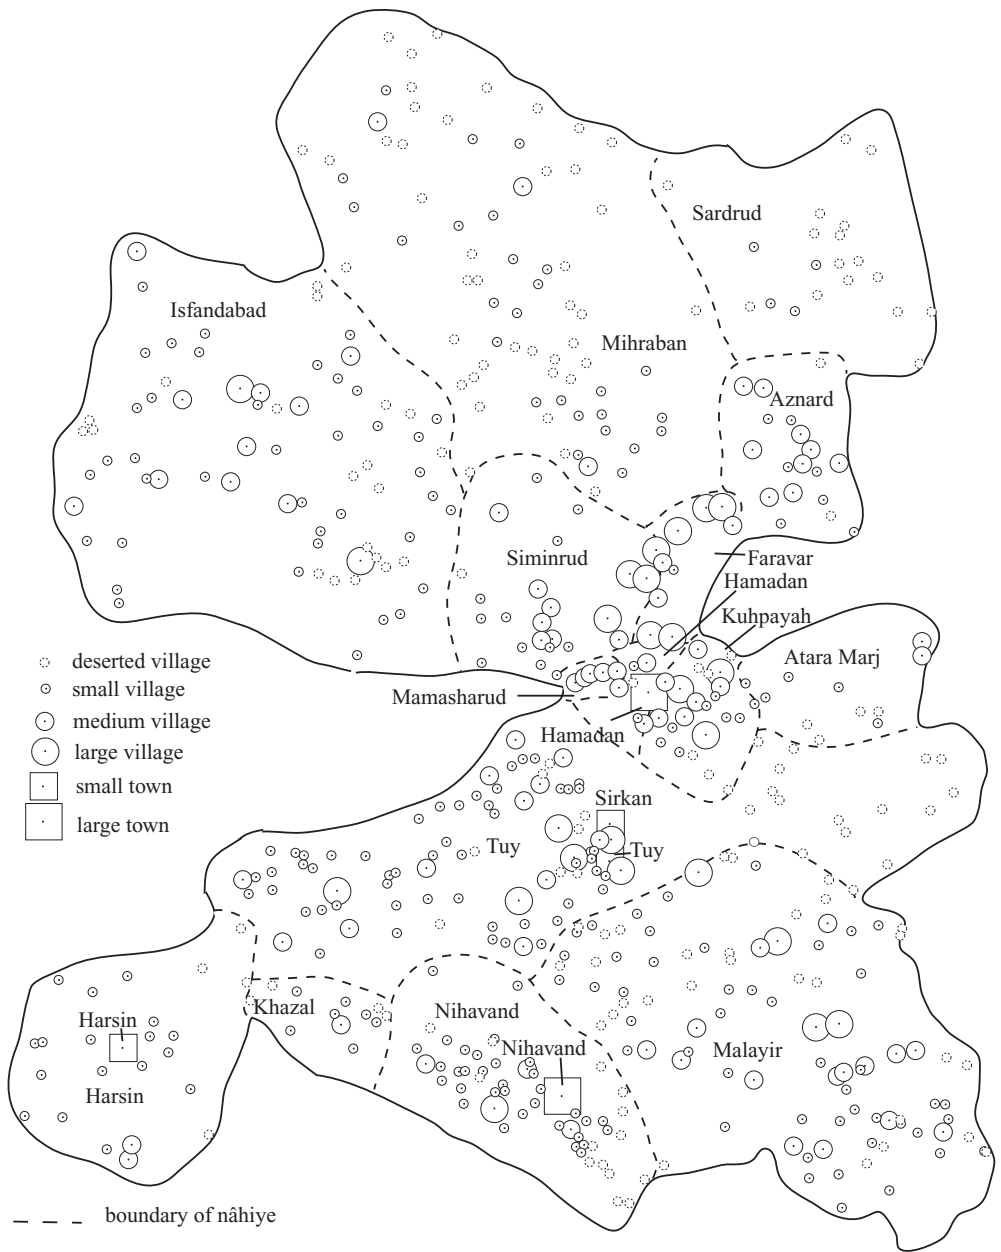 Sardrud
Isfandabad
Mihraban
Aznard
Siminrud
Faravar
Hamadan
Kuhpayah
Atara Marj
deserted village
small village
medium village
large village
small town
large town
Mamasharud
Hamadan
Sirkan
Tuy
Tuy
Khazal
Nihavand
Harsin
Nihavand
Malayir
Harsin
boundary of nâhiye